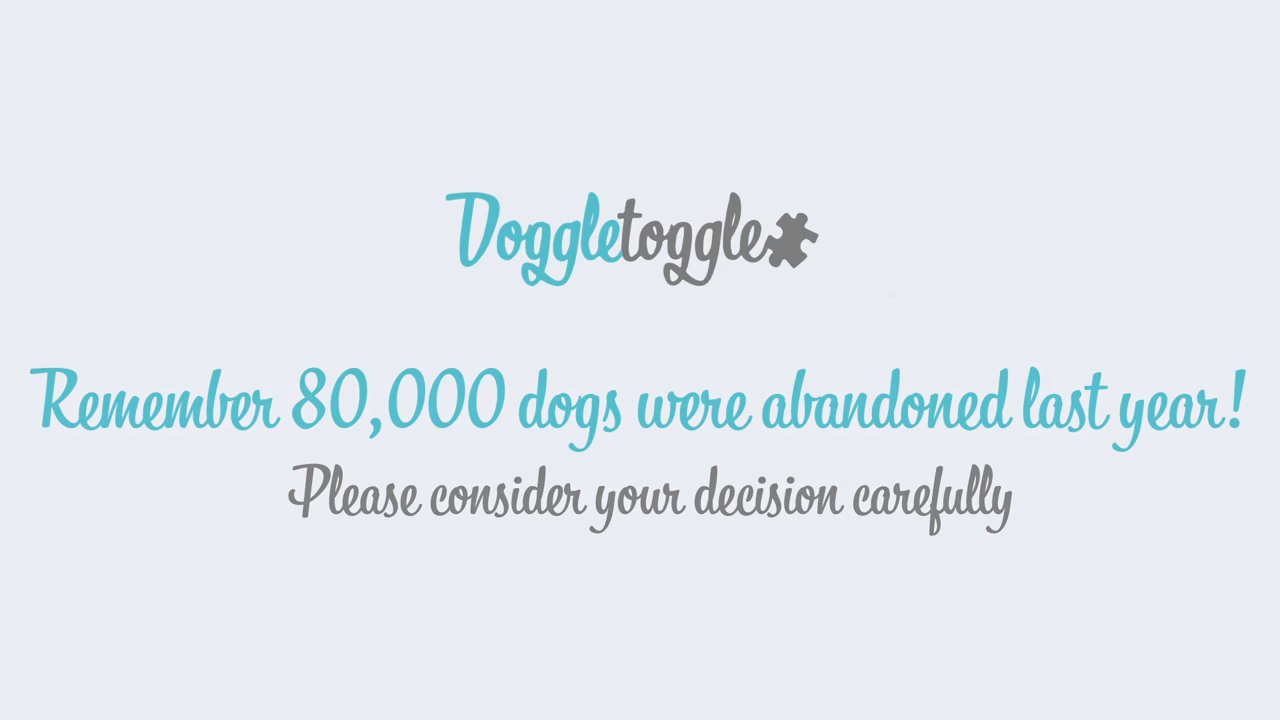 Doggletoggle
Remember 80,000 dogs were abandoned last year!
Please consider your decision carefully